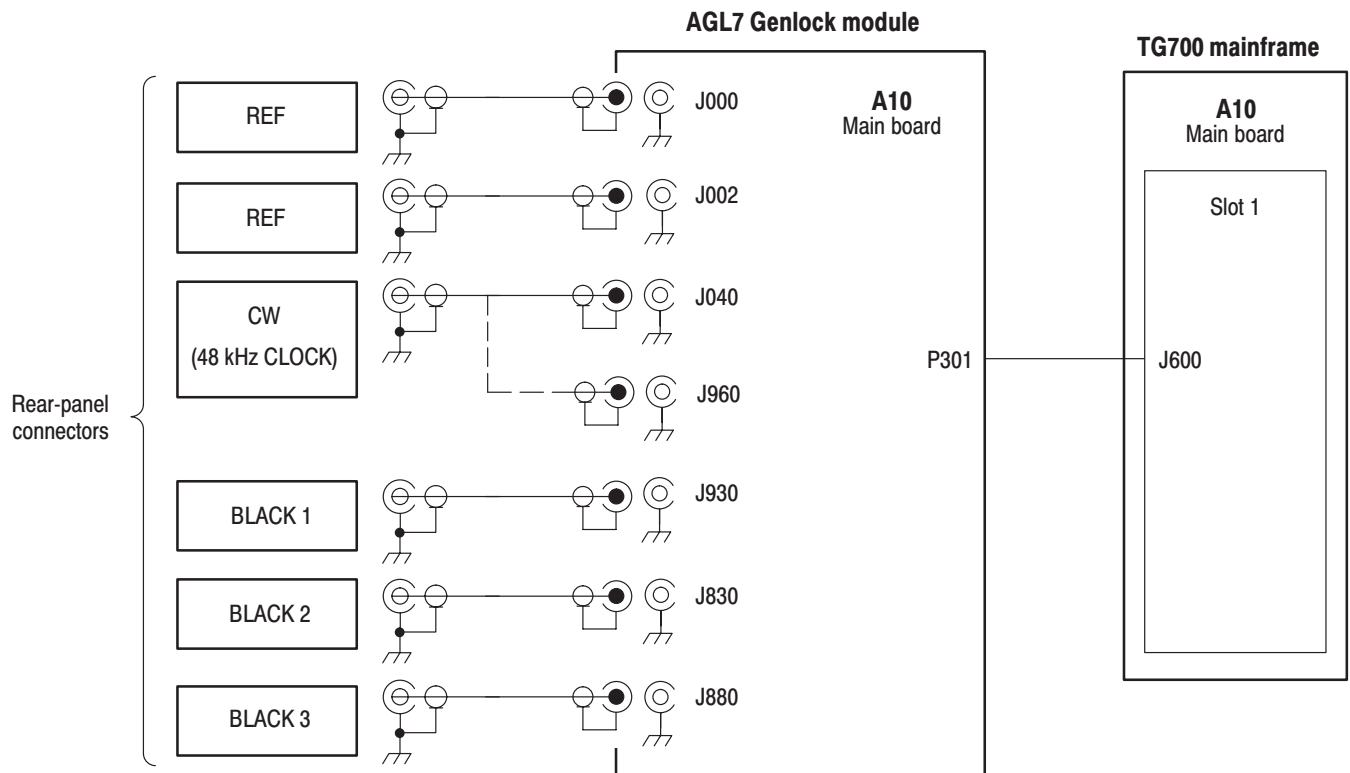 AGL7 Genlock module
TG700 mainframe
REF
J000
A10
Main board
A10
Main board
REF
J002
Slot 1
CW
(48 kHz CLOCK)
J040
P301
J600
J960
Rear-panel
connectors
BLACK 1
J930
BLACK 2
J830
BLACK 3
J880